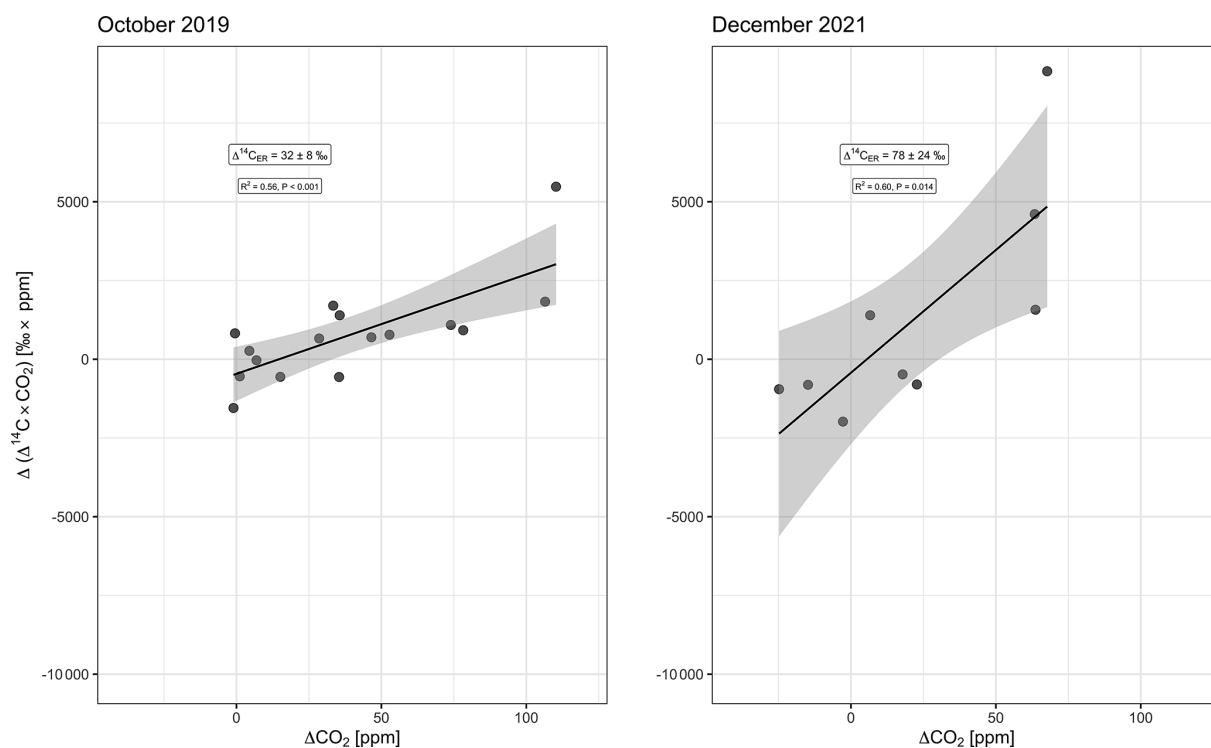 October 2019
December 2021
Δ¹⁴C_ER = 32 ± 8 ‰
R² = 0.56, P < 0.001
Δ¹⁴C_ER = 78 ± 24 ‰
R² = 0.60, P = 0.014
Δ (Δ¹⁴C × CO₂) [‰ × ppm]
5000
0
-5000
-10 000
5000
0
-5000
-10 000
0 50 100
0 50 100
ΔCO₂ [ppm]
ΔCO₂ [ppm]